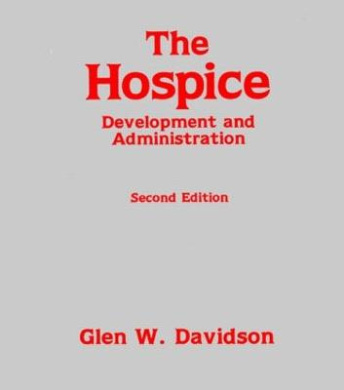 The
Hospice
Development and
Administration
Second Edition
Glen W. Davidson